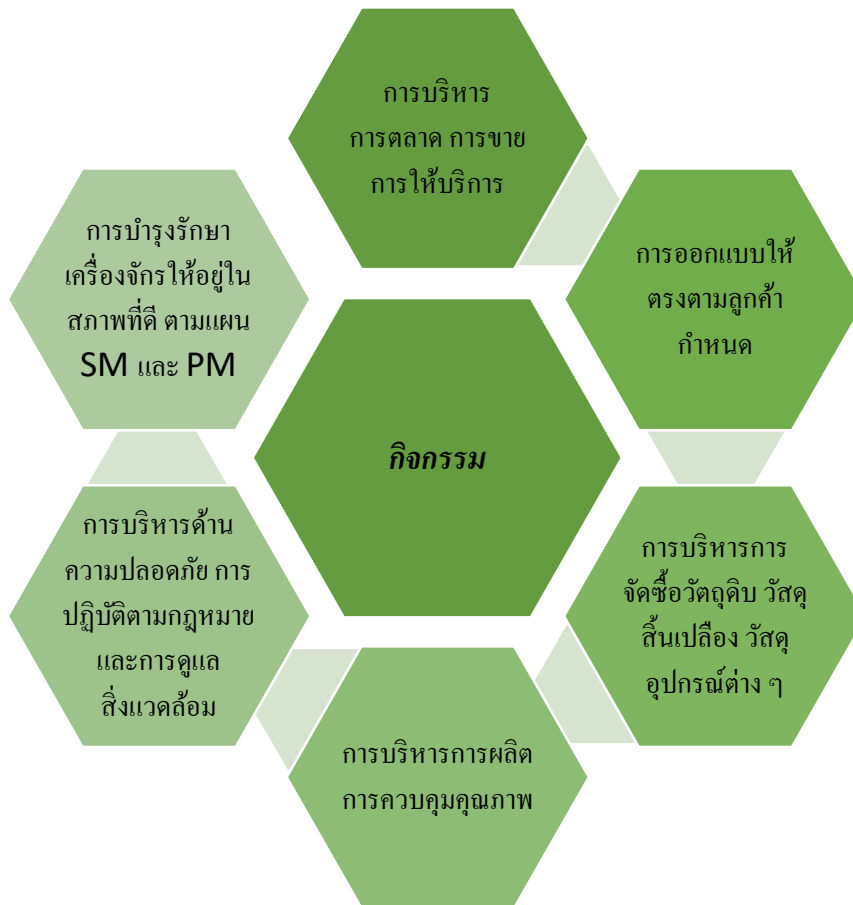 การบริหาร
การตลาด การขาย
การให้บริการ
การออกแบบให้
ตรงตามลูกค้า
กำหนด
การบริหารการ
จัดซื้อวัตถุดิบ วัสดุ
สิ้นเปลือง วัสดุ
อุปกรณ์ต่าง ๆ
การบริหารการผลิต
การควบคุมคุณภาพ
การบริหารด้าน
ความปลอดภัย การ
ปฏิบัติตามกฎหมาย
และการดูแล
สิ่งแวดล้อม
การบำรุงรักษา
เครื่องจักรให้อยู่ใน
สภาพที่ดี ตามแผน
SM และ PM
กิจกรรม